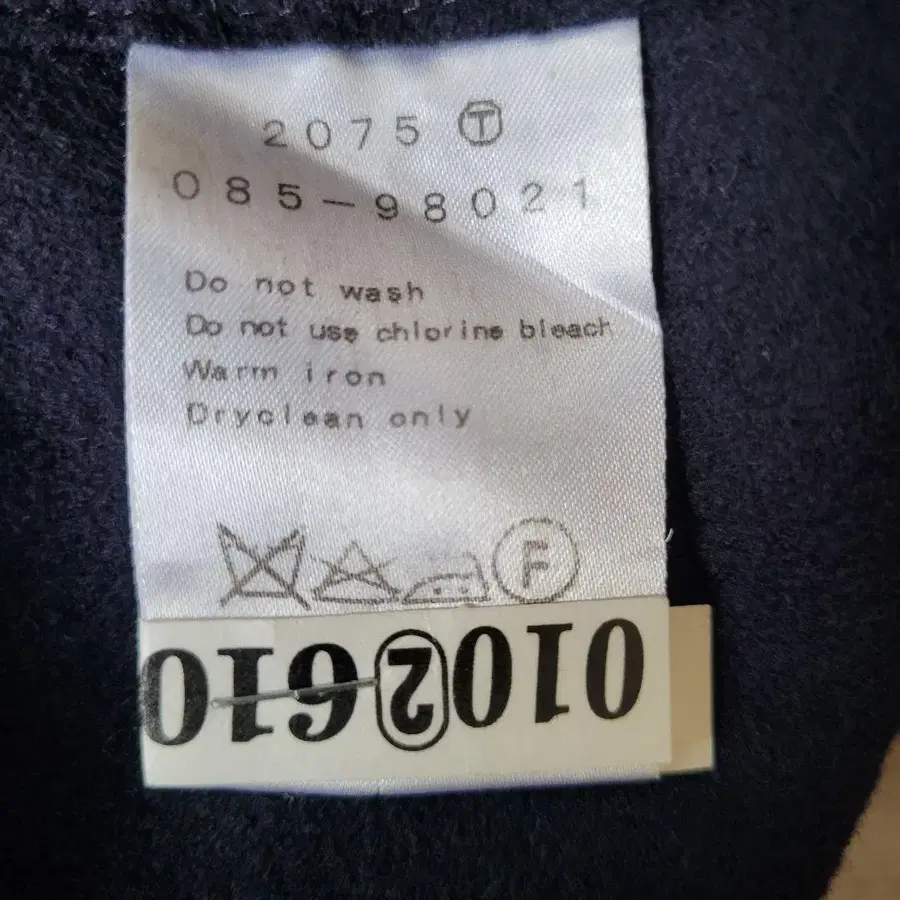 2075 Ⓣ
085-98021
Do not wash
Do not use chlorine bleach
Warm iron
Dryclean only
F
0102610